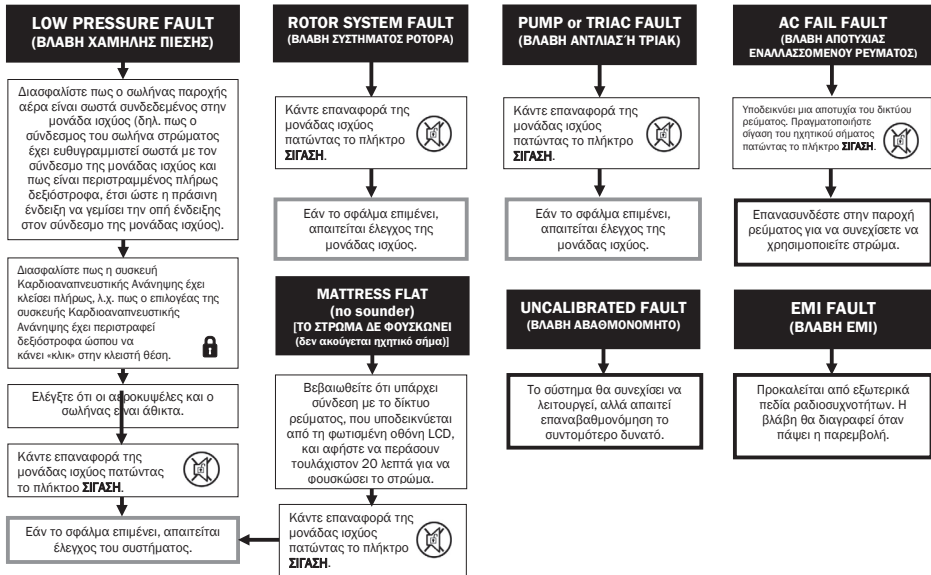 LOW PRESSURE FAULT
(ΒΛΑΒΗ ΧΑΜΗΛΗΣ ΠΙΕΣΗΣ)
Διασφαλίστε πως ο σωλήνας παροχής
αέρα είναι σωστά συνδεδεμένος στην
μονάδα ισχύος (δηλ. πως ο
σύνδεσμος του σωλήνα στρώματος
έχει ευθυγραμμιστεί σωστά με τον
σύνδεσμο της μονάδας ισχύος και
πως είναι περιστραμμένος πλήρως
δεξιόστροφα, έτσι ώστε η πράσινη
ένδειξη να γεμίσει την οπή ένδειξης
στον σύνδεσμο της μονάδας ισχύος).
Διασφαλίστε πως η συσκευή
Καρδιοαναπνευστικής Ανάνηψης έχει
κλείσει πλήρως, λ.χ. πως ο επιλογέας της
συσκευής Καρδιοαναπνευστικής
Ανάνηψης έχει περιστραφεί
δεξιόστροφα ώσπου να
κάνει «κλικ» στην κλειστή θέση.
Ελέγξτε ότι οι αεροκυψέλες και ο
σωλήνας είναι άθικτα.
Κάντε επαναφορά της
μονάδας ισχύος πατώντας
το πλήκτρο ΣΙΓΑΣΗ.
Εάν το σφάλμα επιμένει, απαιτείται
έλεγχος του συστήματος.
ROTOR SYSTEM FAULT
(ΒΛΑΒΗ ΣΥΣΤΗΜΑΤΟΣ ΡΟΤΟΡΑ)
Κάντε επαναφορά της
μονάδας ισχύος
πατώντας το πλήκτρο
ΣΙΓΑΣΗ.
Εάν το σφάλμα επιμένει,
απαιτείται έλεγχος της
μονάδας ισχύος.
MATTRESS FLAT
(no sounder)
[ΤΟ ΣΤΡΩΜΑ ΔΕ ΦΟΥΣΚΩΝΕΙ
(δεν ακούγεται ηχητικό σήμα)]
Βεβαιωθείτε ότι υπάρχει
σύνδεση με το δίκτυο
ρεύματος, που υποδεικνύεται
από τη φωτισμένη οθόνη LCD,
και αφήστε να περάσουν
τουλάχιστον 20 λεπτά για να
φουσκώσει το στρώμα.
Κάντε επαναφορά της
μονάδας ισχύος
πατώντας το πλήκτρο
ΣΙΓΑΣΗ.
PUMP or TRIAC FAULT
(ΒΛΑΒΗ ΑΝΤΛΙΑΣ Ή ΤΡΙΑΚ)
Κάντε επαναφορά της
μονάδας ισχύος
πατώντας το πλήκτρο
ΣΙΓΑΣΗ.
Εάν το σφάλμα επιμένει,
απαιτείται έλεγχος της
μονάδας ισχύος.
UNCALIBRATED FAULT
(ΒΛΑΒΗ ΑΒΑΘΜΟΝΟΜΗΤΟ)
Το σύστημα θα συνεχίσει να
λειτουργεί, αλλά απαιτεί
επαναβαθμονόμηση το
συντομότερο δυνατό.
AC FAIL FAULT
(ΒΛΑΒΗ ΑΠΟΤΥΧΙΑΣ
ΕΝΑΛΛΑΣΣΟΜΕΝΟΥ ΡΕΥΜΑΤΟΣ)
Υποδεικνύει μια αποτυχία του δικτύου
ρεύματος. Πραγματοποιήστε
σίγαση του ηχητικού σήματος
πατώντας το πλήκτρο ΣΙΓΑΣΗ.
Επανασυνδέστε στην παροχή
ρεύματος για να συνεχίσετε να
χρησιμοποιείτε στρώμα.
EMI FAULT
(ΒΛΑΒΗ EMI)
Προκαλείται από εξωτερικά
πεδία ραδιοσυχνοτήτων. Η
βλάβη θα διαγραφεί όταν
πάψει η παρεμβολή.